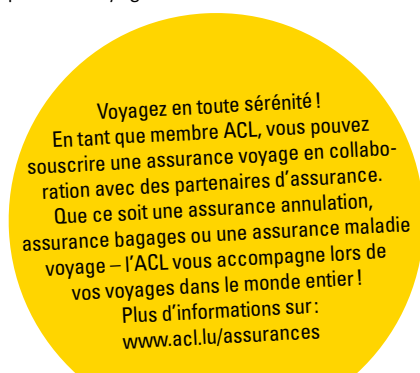 Voyagez en toute sérénité !
En tant que membre ACL, vous pouvez
souscrire une assurance voyage en collabo-
ration avec des partenaires d’assurance.
Que ce soit une assurance annulation,
assurance bagages ou une assurance maladie
voyage – l’ACL vous accompagne lors de
vos voyages dans le monde entier !
Plus d’informations sur :
www.acl.lu/assurances